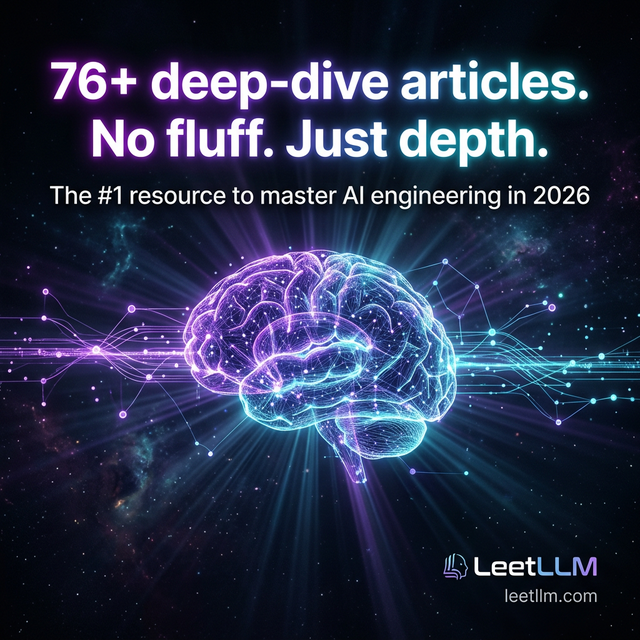 76+ deep-dive articles.
No fluff. Just depth.
The #1 resource to master AI engineering in 2026
LeetLLM
leetllm.com